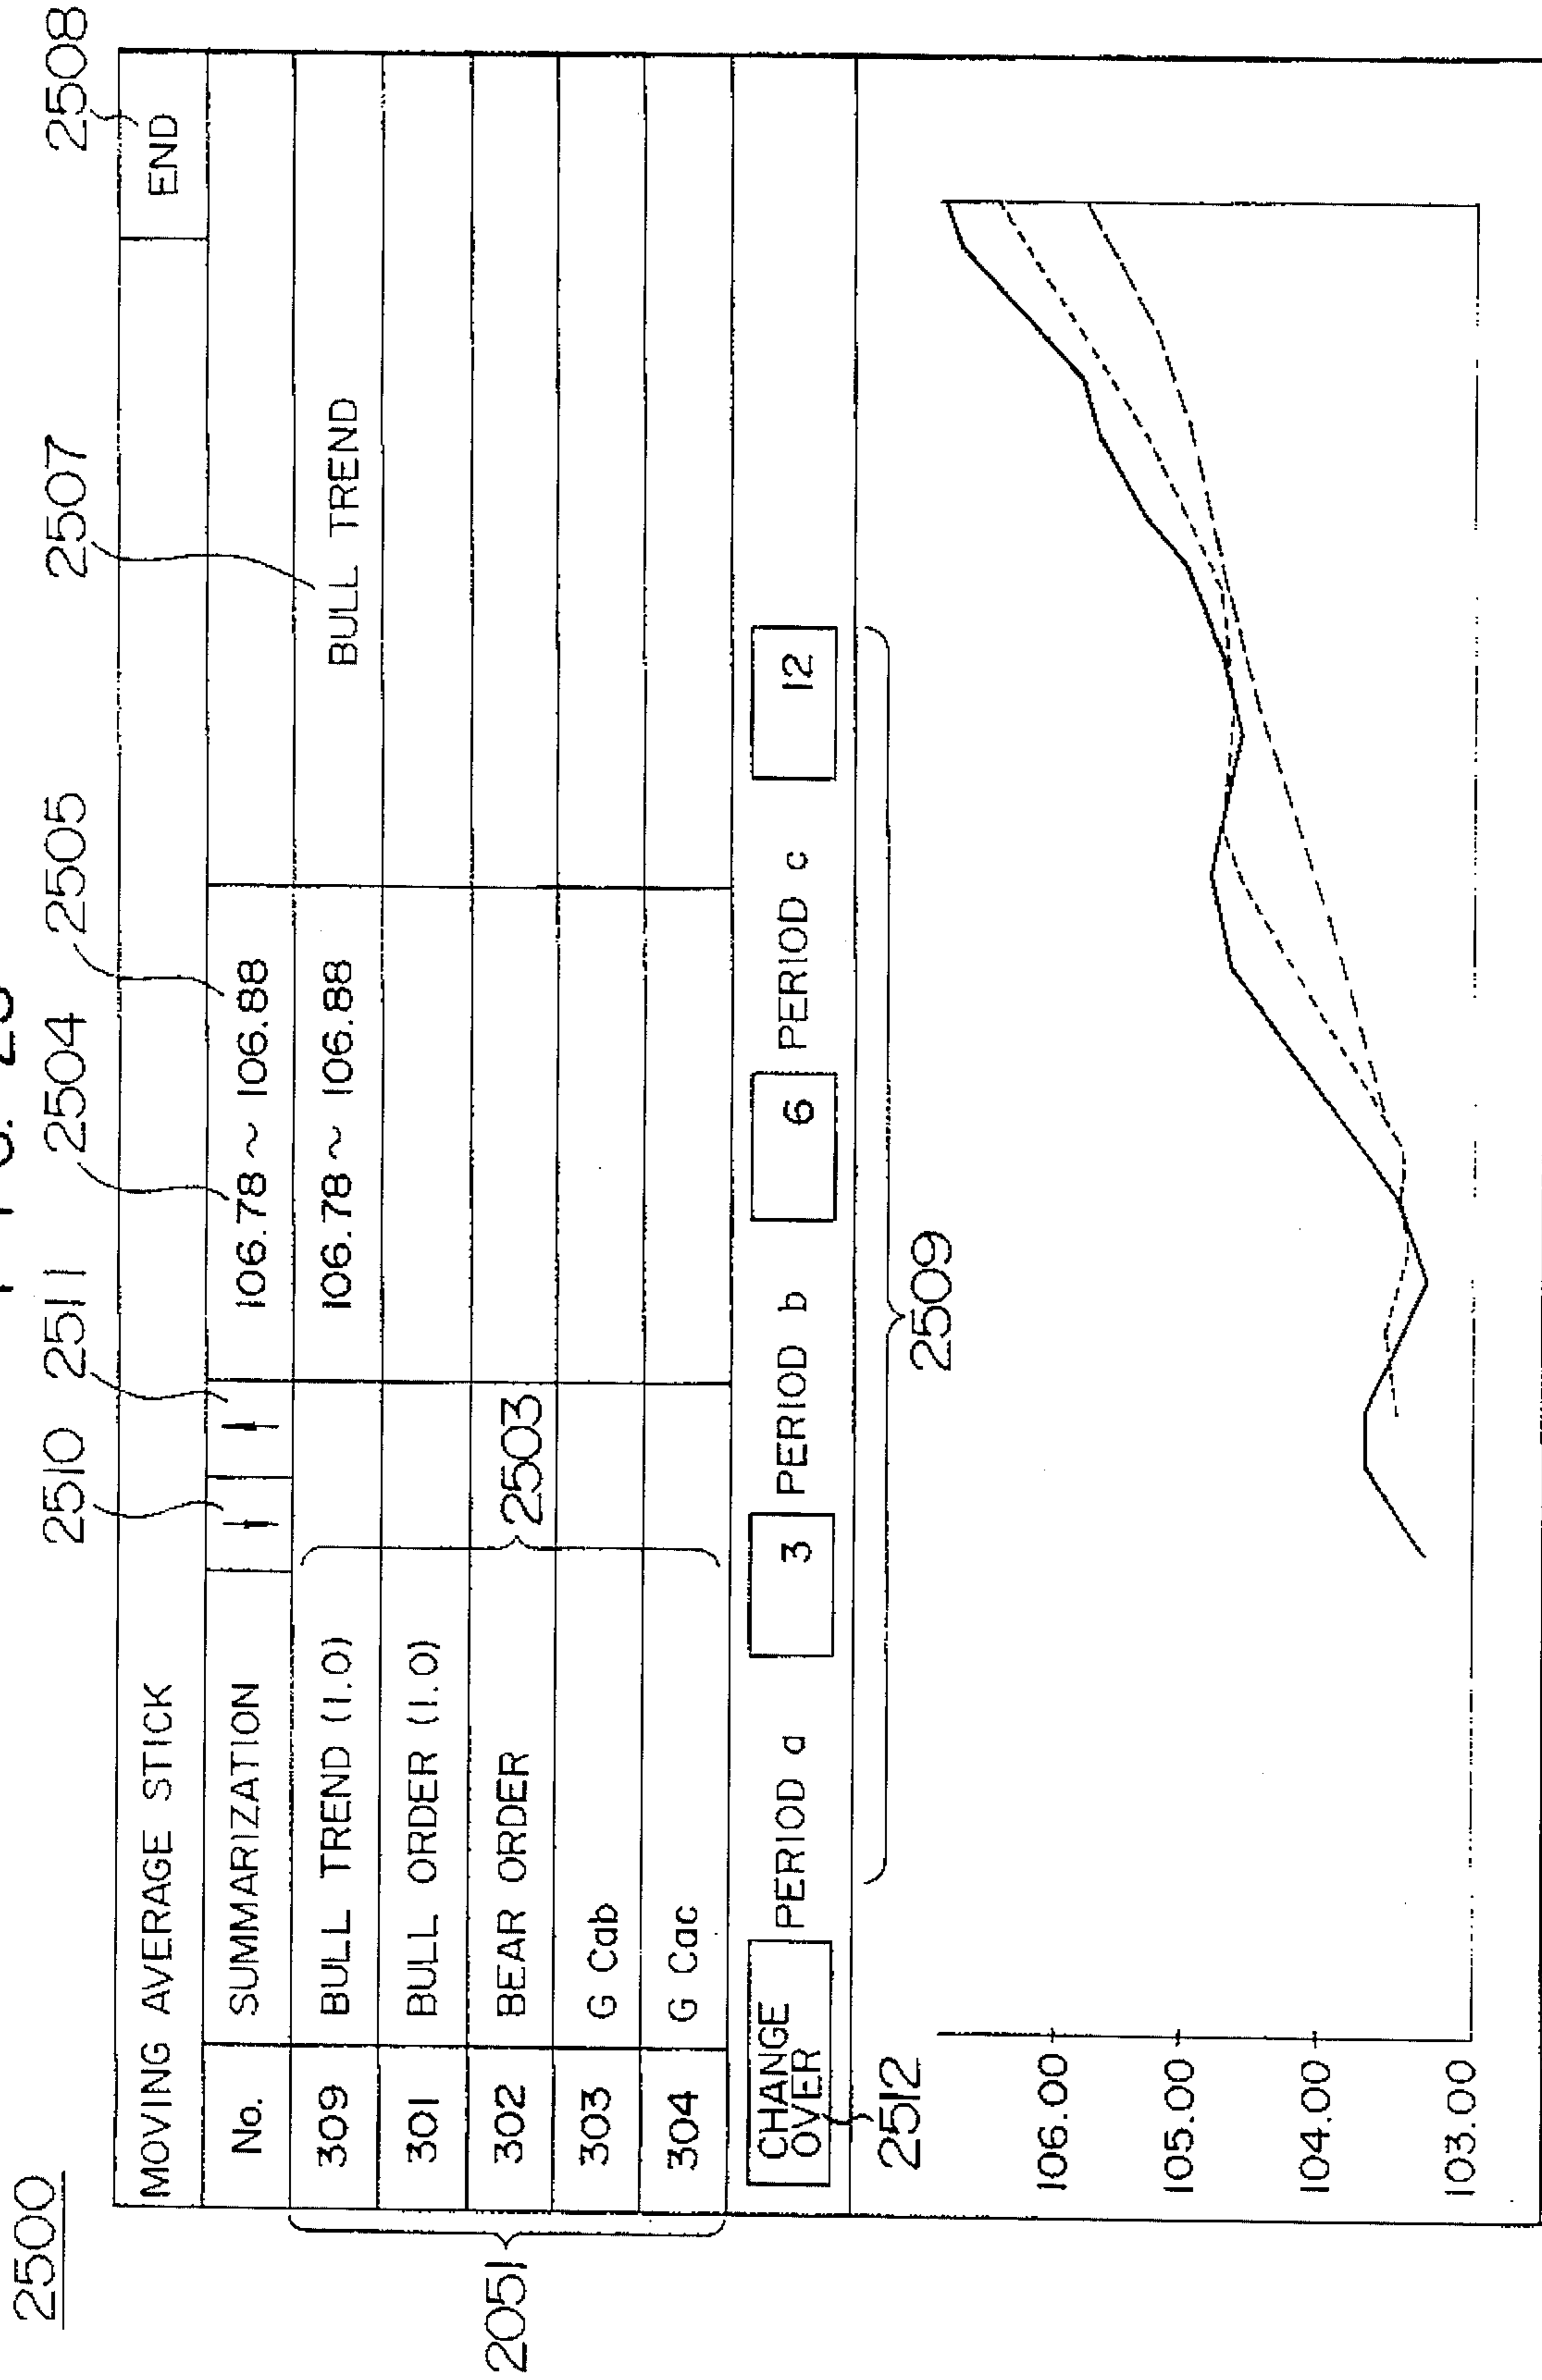 2500
2510 2511 2504 2505 2507 2508
MOVING AVERAGE STICK END
No. SUMMARIZATION 106.78 ~ 106.88
309 BULL TREND (1.0) 106.78 ~ 106.88 BULL TREND
301 BULL ORDER (1.0)
302 BEAR ORDER
2503
303 G Cab
304 G Cac
2051
CHANGE
OVER
PERIOD a 3 PERIOD b 6 PERIOD c 12
2512
2509
106.00
105.00
104.00
103.00